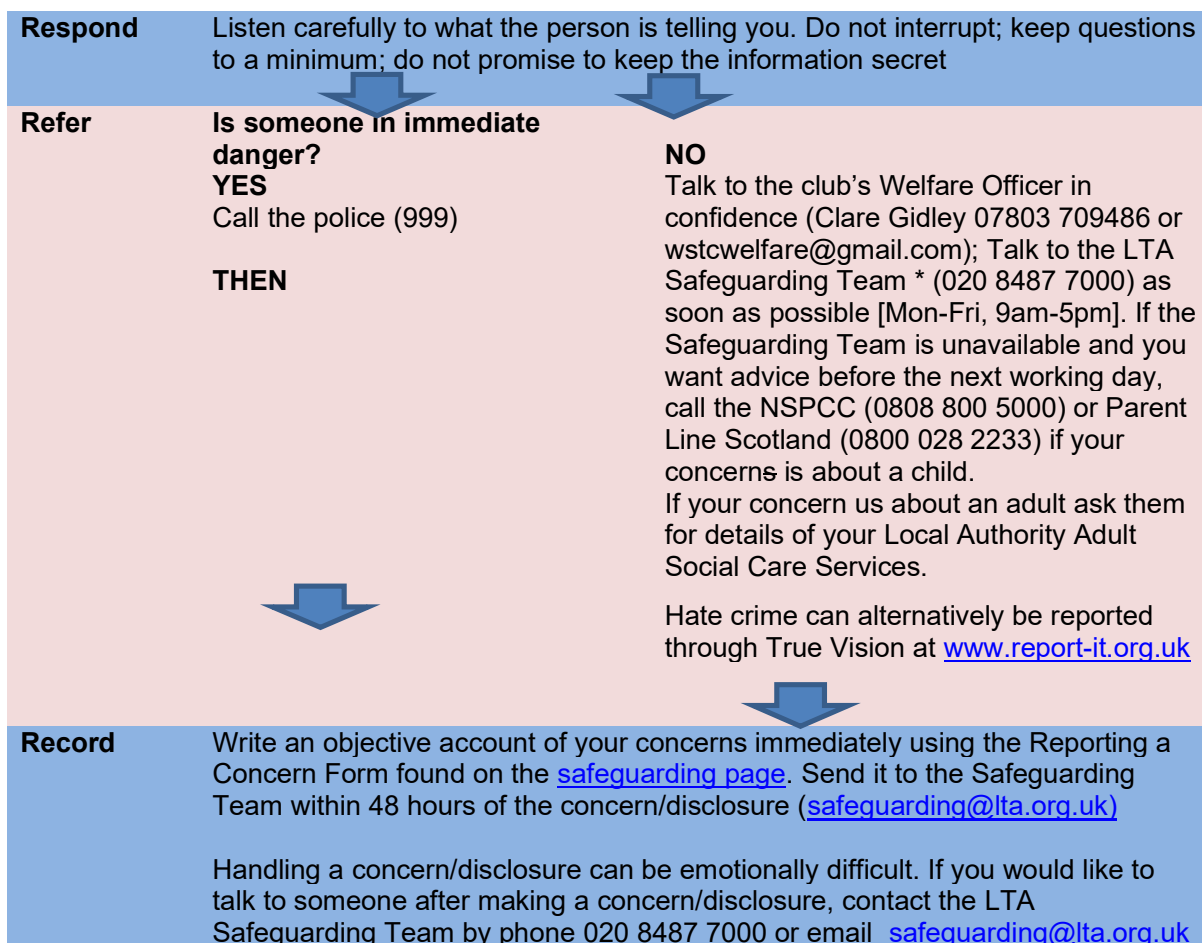 Respond Listen carefully to what the person is telling you. Do not interrupt; keep questions
to a minimum; do not promise to keep the information secret
Refer Is someone in immediate
danger?
YES
Call the police (999)
THEN
NO
Talk to the club’s Welfare Officer in
confidence (Clare Gidley 07803 709486 or
wstcwelfare@gmail.com); Talk to the LTA
Safeguarding Team * (020 8487 7000) as
soon as possible [Mon-Fri, 9am-5pm]. If the
Safeguarding Team is unavailable and you
want advice before the next working day,
call the NSPCC (0808 800 5000) or Parent
Line Scotland (0800 028 2233) if your
concerns is about a child.
If your concern us about an adult ask them
for details of your Local Authority Adult
Social Care Services.
Hate crime can alternatively be reported
through True Vision at www.report-it.org.uk
Record Write an objective account of your concerns immediately using the Reporting a
Concern Form found on the safeguarding page. Send it to the Safeguarding
Team within 48 hours of the concern/disclosure (safeguarding@lta.org.uk)
Handling a concern/disclosure can be emotionally difficult. If you would like to
talk to someone after making a concern/disclosure, contact the LTA
Safeguarding Team by phone 020 8487 7000 or email safeguarding@lta.org.uk